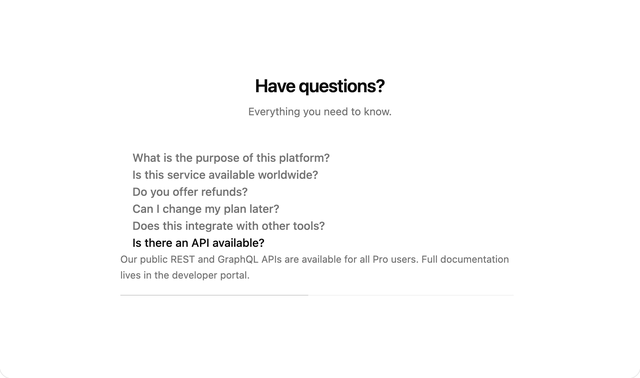 Have questions?
Everything you need to know.
What is the purpose of this platform?
Is this service available worldwide?
Do you offer refunds?
Can I change my plan later?
Does this integrate with other tools?
Is there an API available?
Our public REST and GraphQL APIs are available for all Pro users. Full documentation
lives in the developer portal.